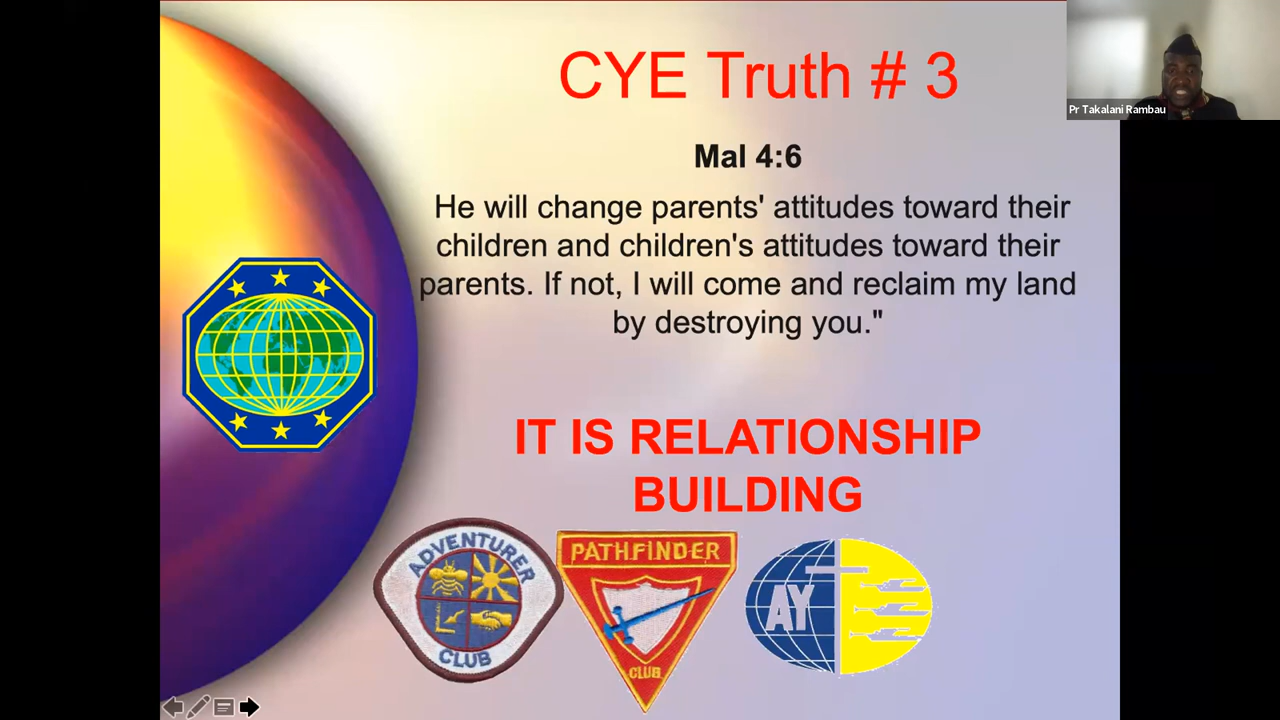 CYE Truth # 3
Pr Takalani Rambau
Mal 4:6
He will change parents' attitudes toward their
children and children's attitudes toward their
parents. If not, I will come and reclaim my land
by destroying you."
IT IS RELATIONSHIP
BUILDING
ADVENTURER
CLUB
PATHFINDER
CLUB
AY